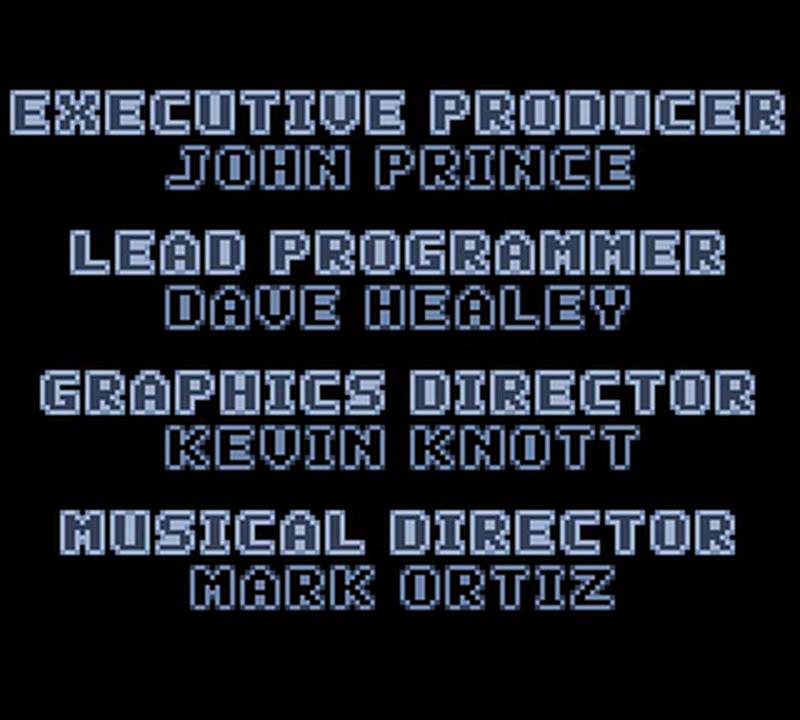 EXECUTIVE PRODUCER
JOHN PRINCE
LEAD PROGRAMMER
DAVE HEALEY
GRAPHICS DIRECTOR
KEVIN KNOTT
MUSICAL DIRECTOR
MARK ORTIZ